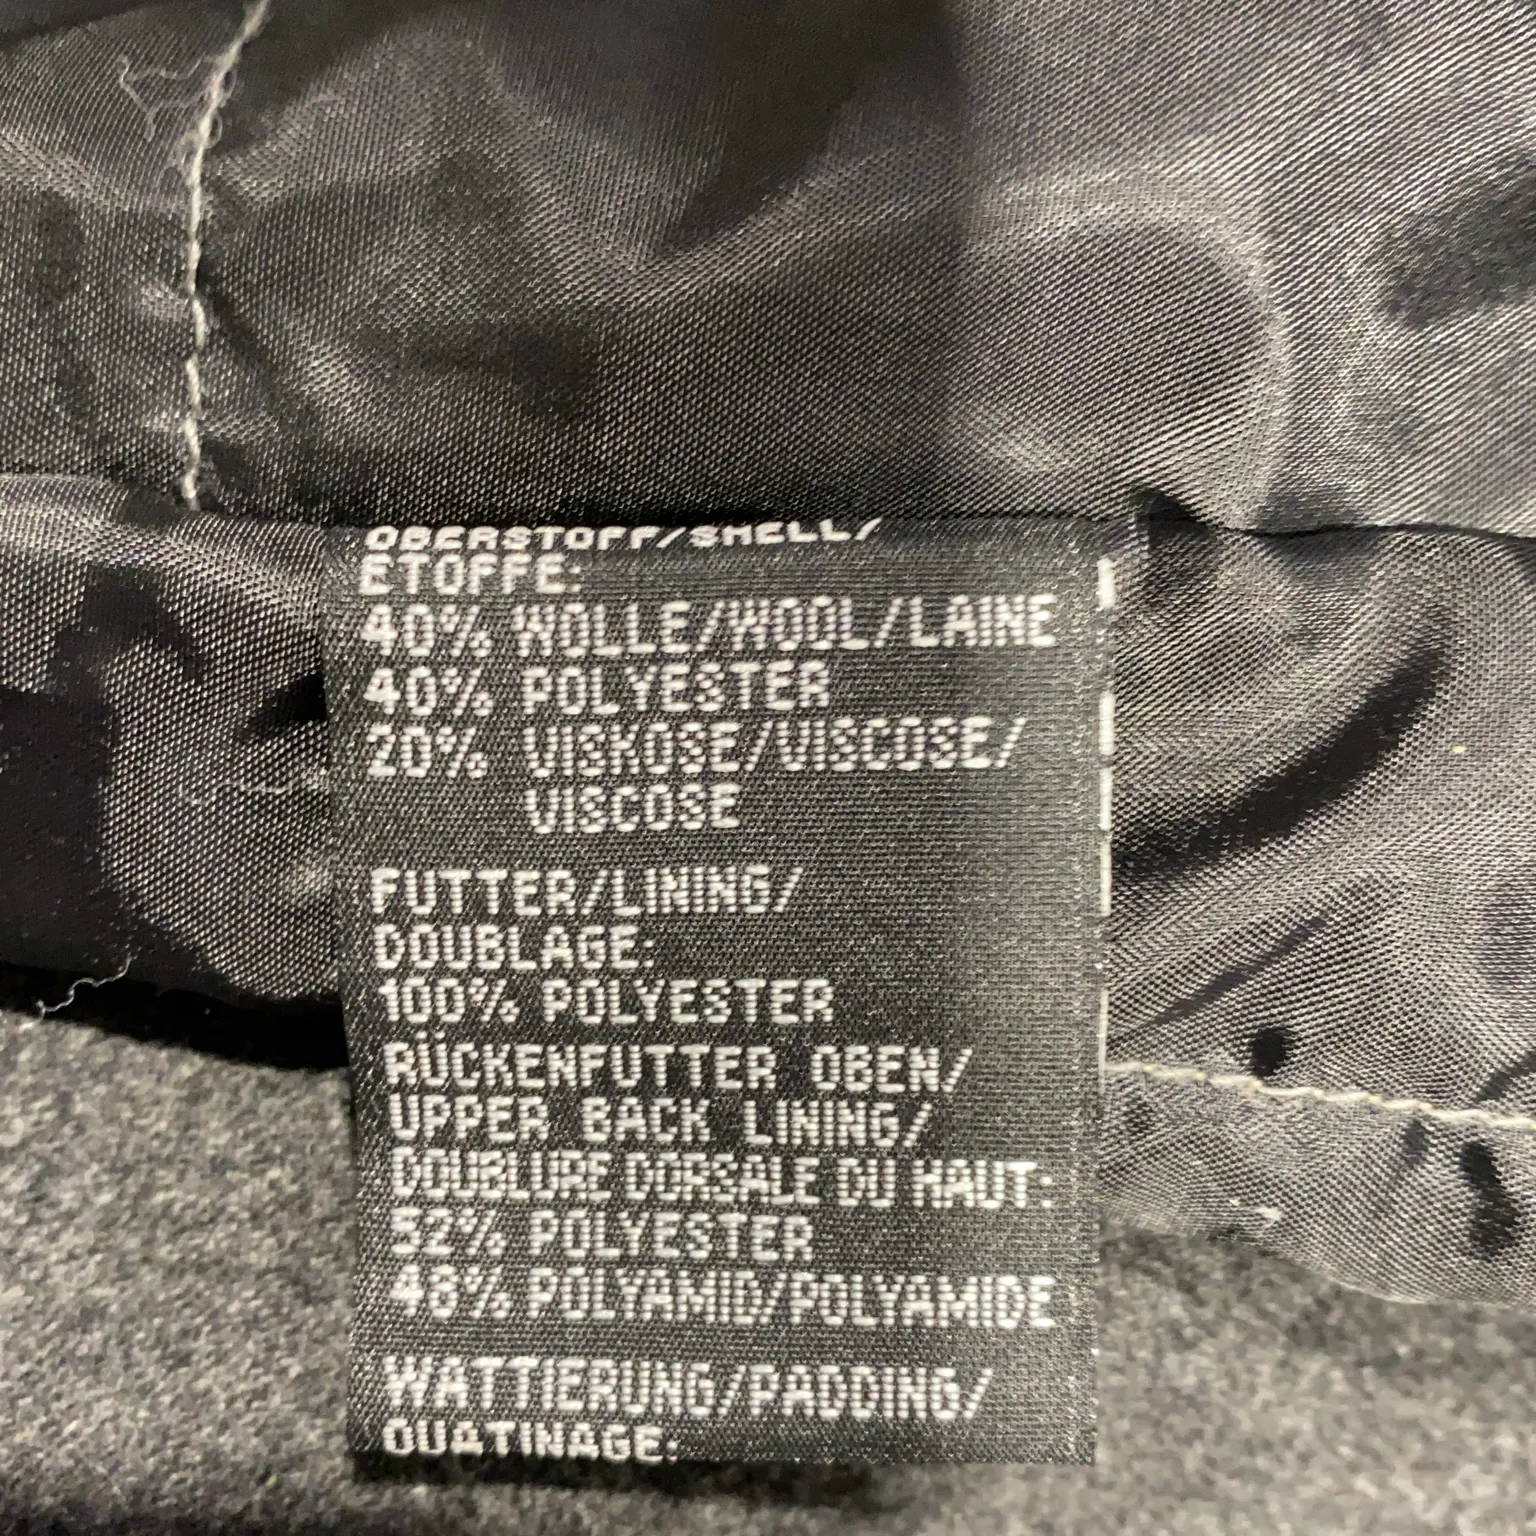 OBERSTOFF/SHELL/
ETOFFE:
40% WOLLE/WOOL/LAINE
40% POLYESTER
20% VISKOSE/VISCOSE/
VISCOSE
FUTTER/LINING/
DOUBLAGE:
100% POLYESTER
RÜCKENFUTTER OBEN/
UPPER BACK LINING/
DOUBLURE DORSALE DU HAUT:
52% POLYESTER
48% POLYAMID/POLYAMIDE
WATTIERUNG/PADDING/
OUATINAGE: